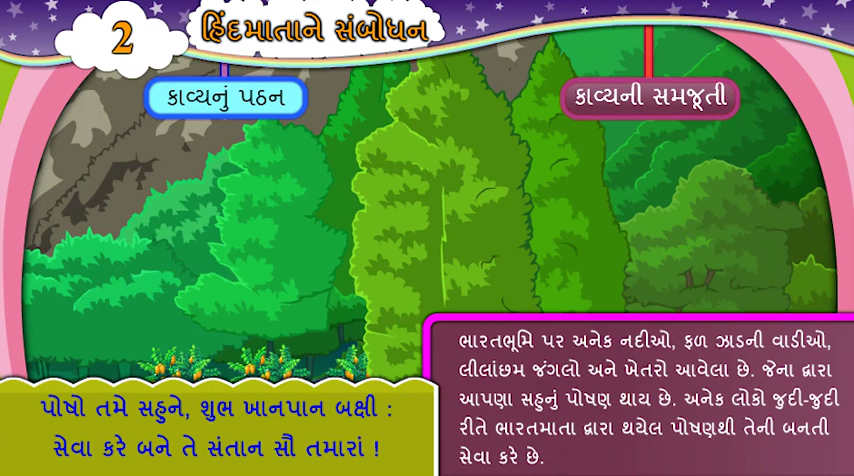 2
હિંદમાતાને સંબોધન
કાવ્યનું પઠન
કાવ્યની સમજૂતી
પોષો તમે સહુને, શુભ ખાનપાન બક્ષી :
સેવા કરે બને તે સંતાન સૌ તમારાં !
ભારતભૂમિ પર અનેક નદીઓ, ફળ ઝાડની વાડીઓ,
લીલાંછમ જંગલો અને ખેતરો આવેલા છે. જેના દ્વારા
આપણા સહુનું પોષણ થાય છે. અનેક લોકો જુદી-જુદી
રીતે ભારતમાતા દ્વારા થયેલ પોષણથી તેની બનતી
સેવા કરે છે.